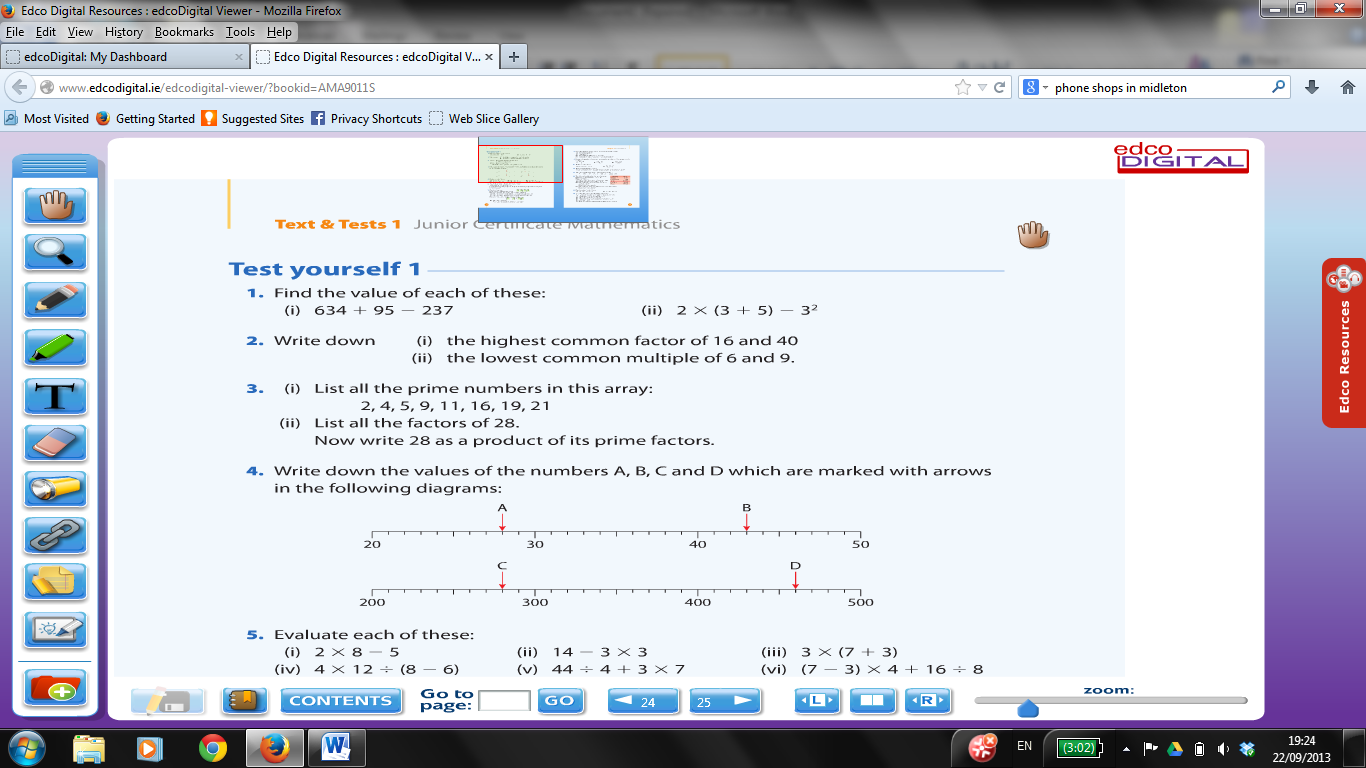 Edco Digital Resources : edcoDigital Viewer - Mozilla Firefox
File Edit View History Bookmarks Tools Help
edcoDigital: My Dashboard
Edco Digital Resources : edcoDigital V...
www.edcodigital.ie/edcodigital-viewer/?bookid=AMA9011S
phone shops in midleton
Most Visited Getting Started Suggested Sites Privacy Shortcuts Web Slice Gallery
edco
DIGITAL
Text & Tests 1 Junior Certificate Mathematics
Test yourself 1
1. Find the value of each of these:
(i) 634 + 95 − 237 (ii) 2 × (3 + 5) − 3²
2. Write down (i) the highest common factor of 16 and 40
(ii) the lowest common multiple of 6 and 9.
3. (i) List all the prime numbers in this array:
2, 4, 5, 9, 11, 16, 19, 21
(ii) List all the factors of 28.
Now write 28 as a product of its prime factors.
4. Write down the values of the numbers A, B, C and D which are marked with arrows
in the following diagrams:
A B
20 30 40 50
C D
200 300 400 500
5. Evaluate each of these:
(i) 2 × 8 − 5 (ii) 14 − 3 × 3 (iii) 3 × (7 + 3)
(iv) 4 × 12 ÷ (8 − 6) (v) 44 ÷ 4 + 3 × 7 (vi) (7 − 3) × 4 + 16 ÷ 8
Edco Resources
T
CONTENTS
Go to
page:
GO
24
25
L
R
zoom:
EN
(3:02)
19:24
22/09/2013